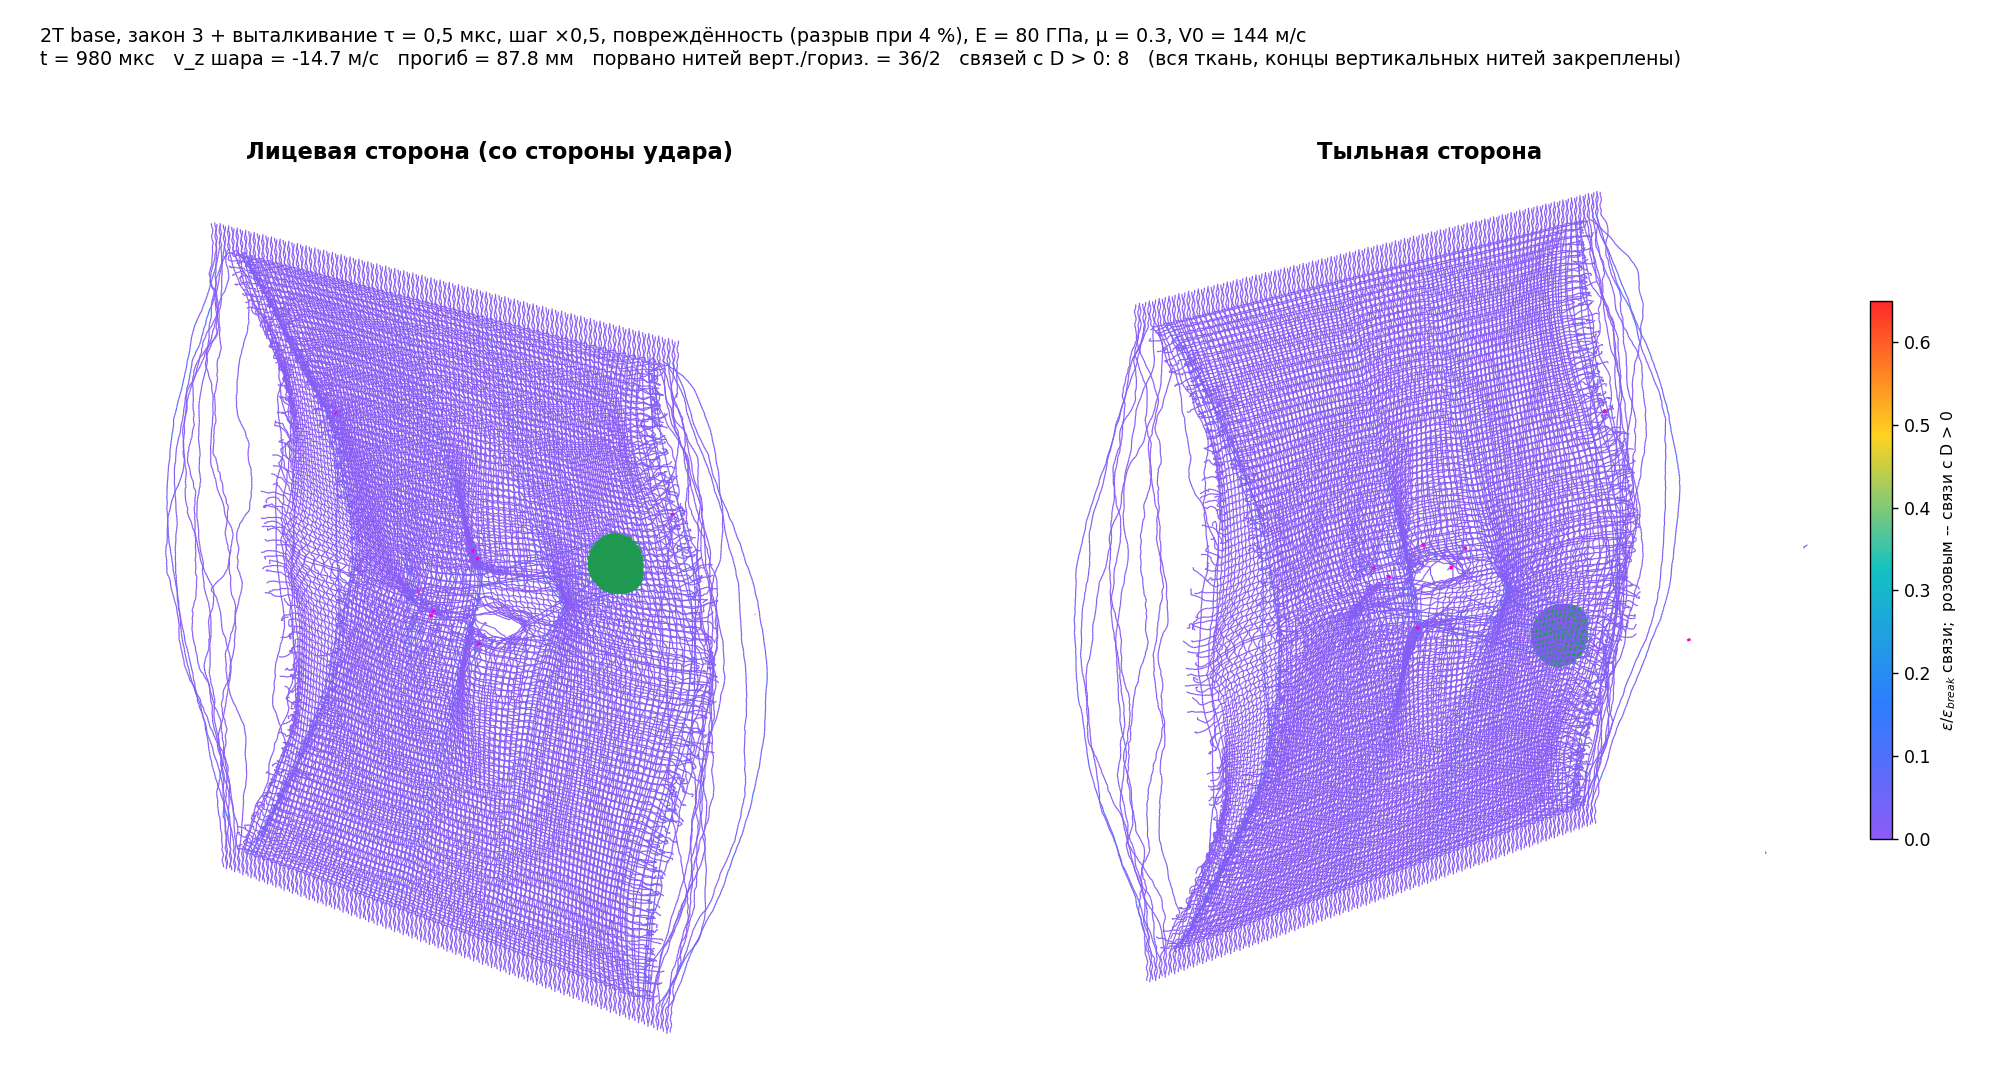 2T base, закон 3 + выталкивание τ = 0,5 мкс, шаг ×0,5, повреждённость (разрыв при 4 %), E = 80 ГПа, μ = 0.3, V0 = 144 м/с
t = 980 мкс   v_z шара = -14.7 м/с   прогиб = 87.8 мм   порвано нитей верт./гориз. = 36/2   связей с D > 0: 8   (вся ткань, концы вертикальных нитей закреплены)
Лицевая сторона (со стороны удара)
Тыльная сторона
0.6
0.5
0.4
0.3
0.2
0.1
0.0
ε/ε_break связи;  розовым -- связи с D > 0